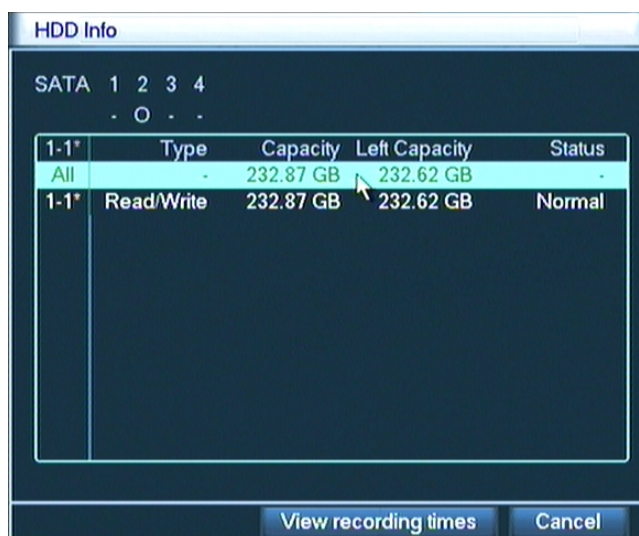 HDD Info
SATA 1 2 3 4
- O - -
1-1* Type Capacity Left Capacity Status
All - 232.87 GB 232.62 GB -
1-1* Read/Write 232.87 GB 232.62 GB Normal
View recording times Cancel